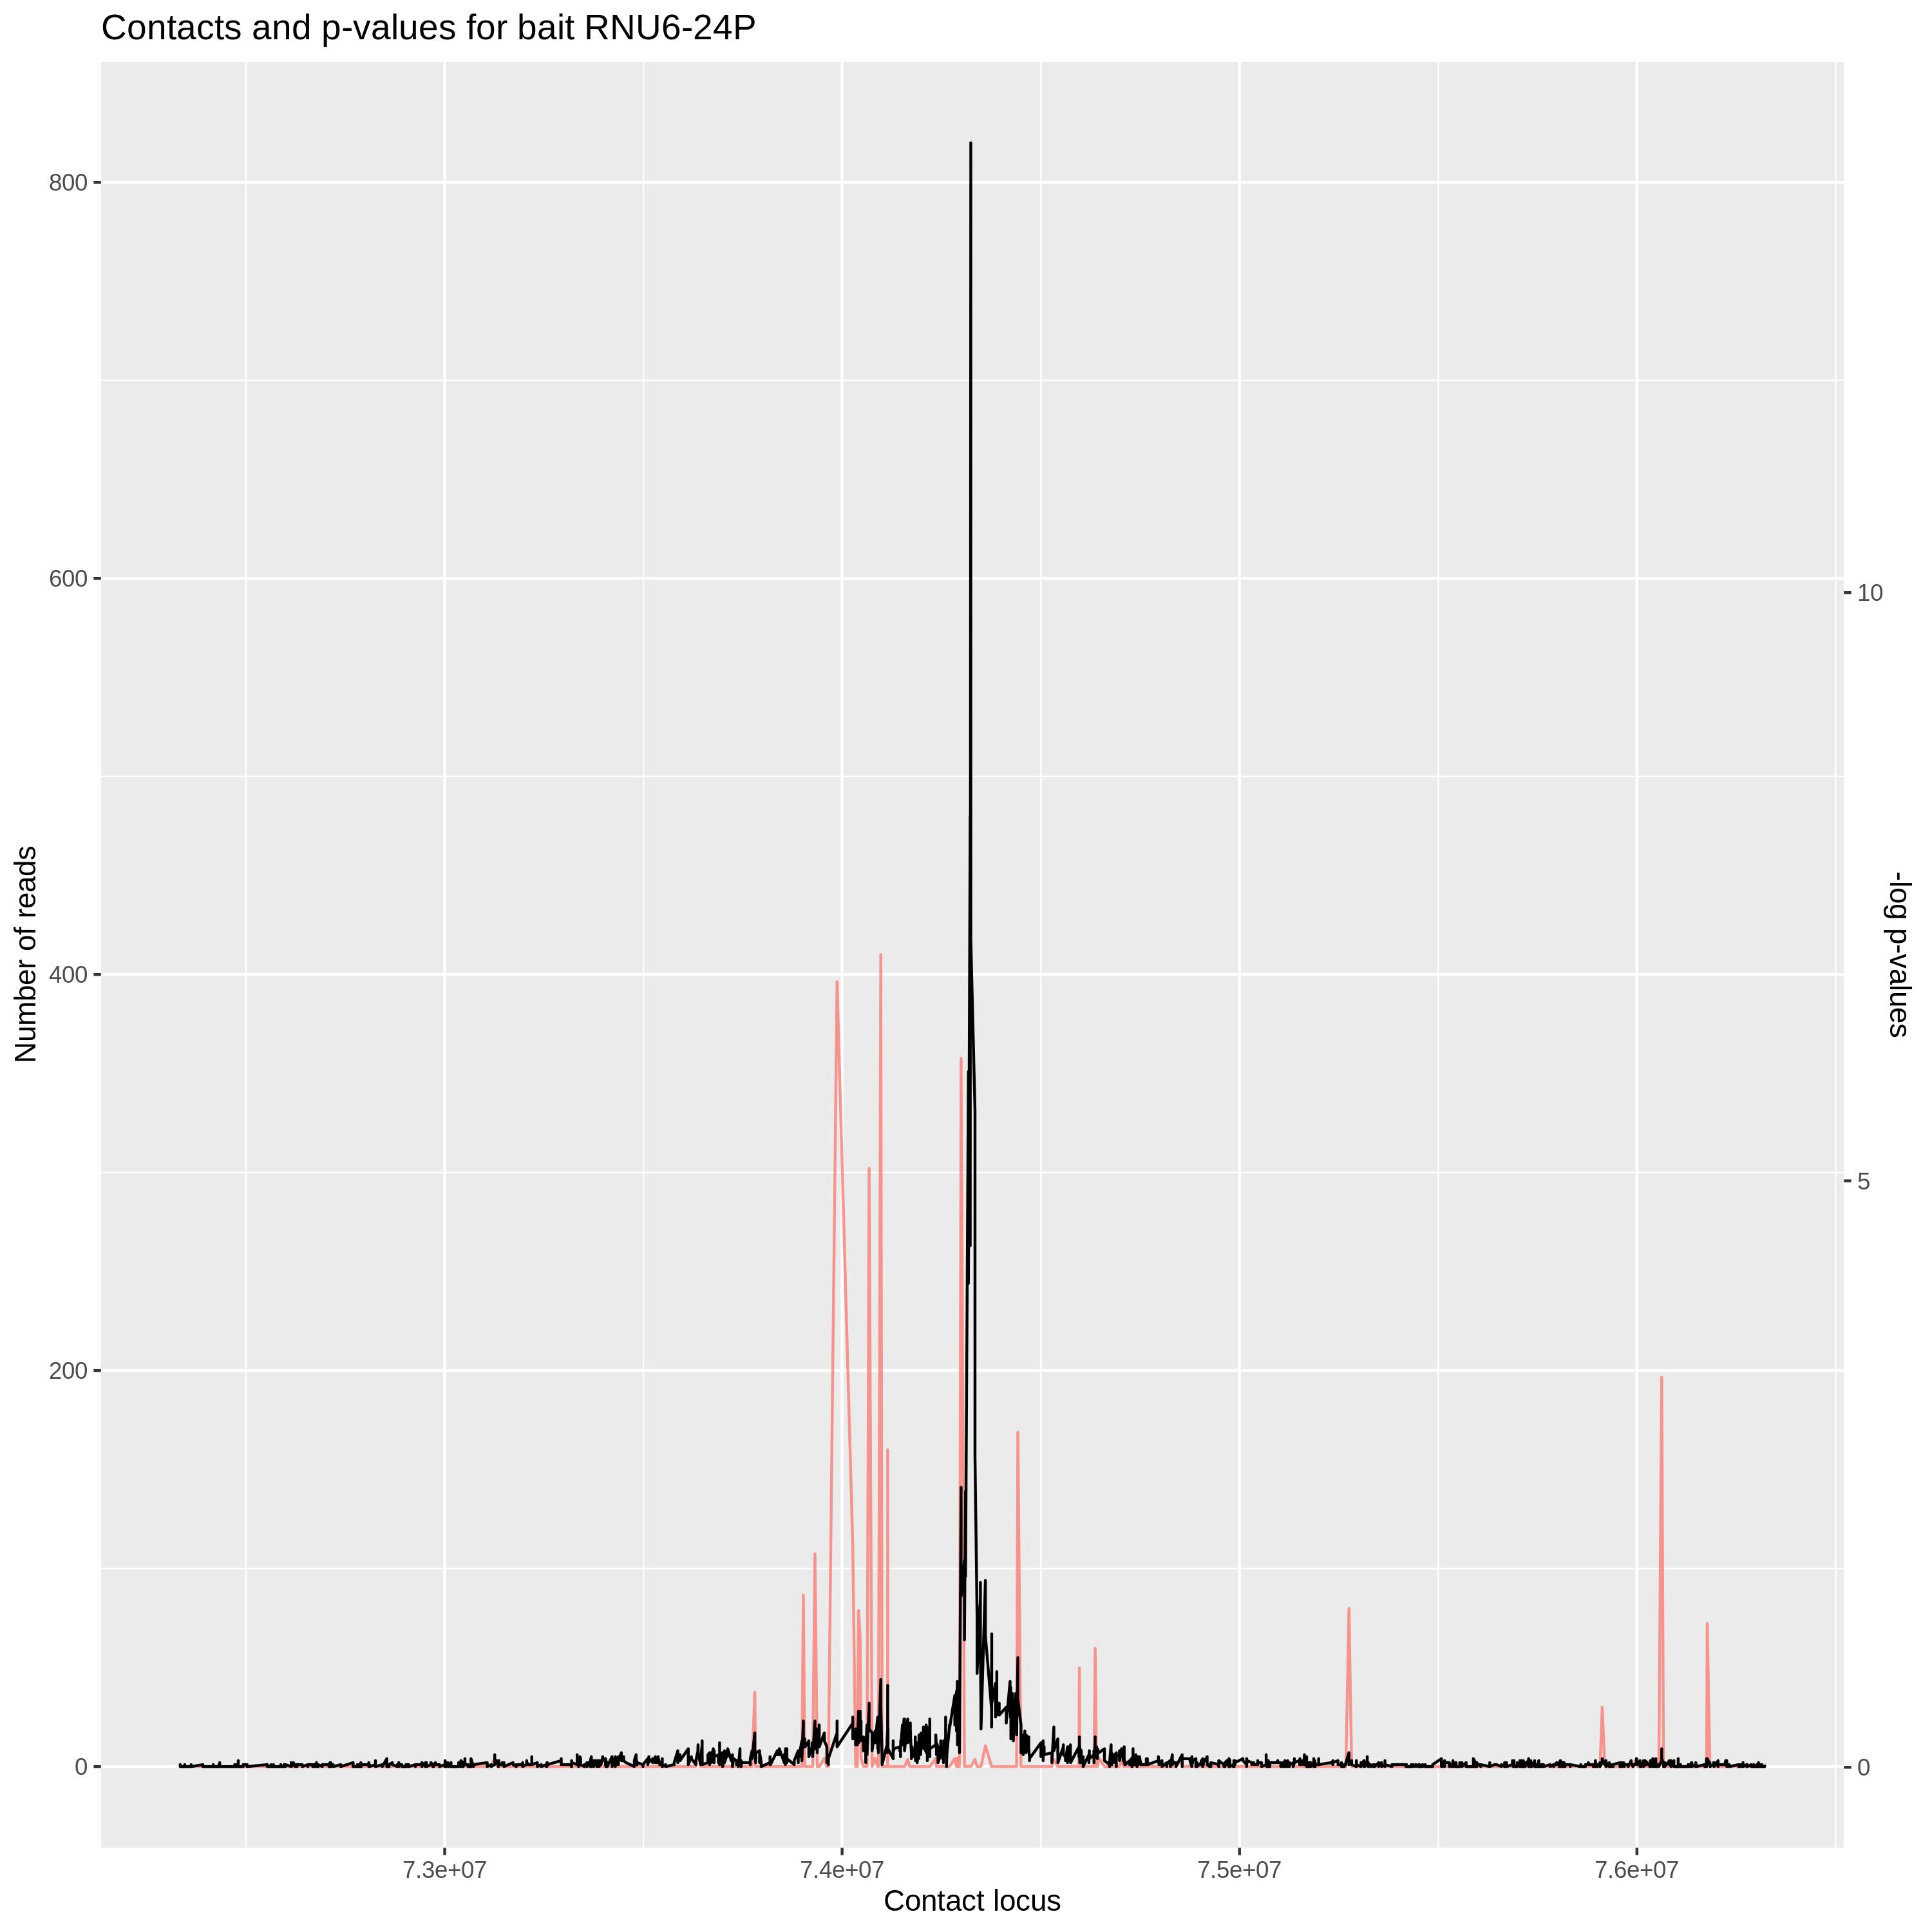 Contacts and p-values for bait RNU6-24P
800
600
400
200
0
Number of reads
10
5
0
-log p-values
7.3e+07
7.4e+07
7.5e+07
7.6e+07
Contact locus